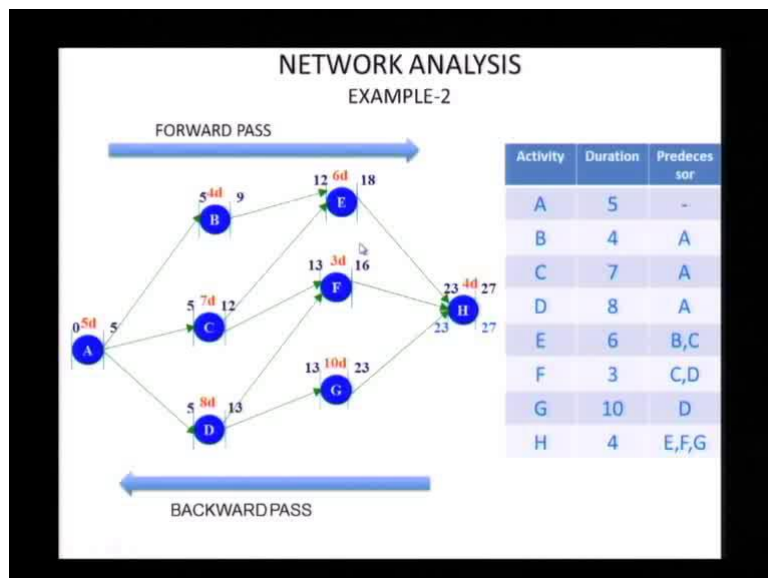 NETWORK ANALYSIS
EXAMPLE-2
FORWARD PASS
5 4d 9
B
12 6d 18
E
5 7d 12
C
13 3d 16
F
0 5d 5
A
23 4d 27
H
23 27
5 8d 13
D
13 10d 23
G
BACKWARD PASS
Activity Duration Predeces
sor
A 5 -
B 4 A
C 7 A
D 8 A
E 6 B,C
F 3 C,D
G 10 D
H 4 E,F,G